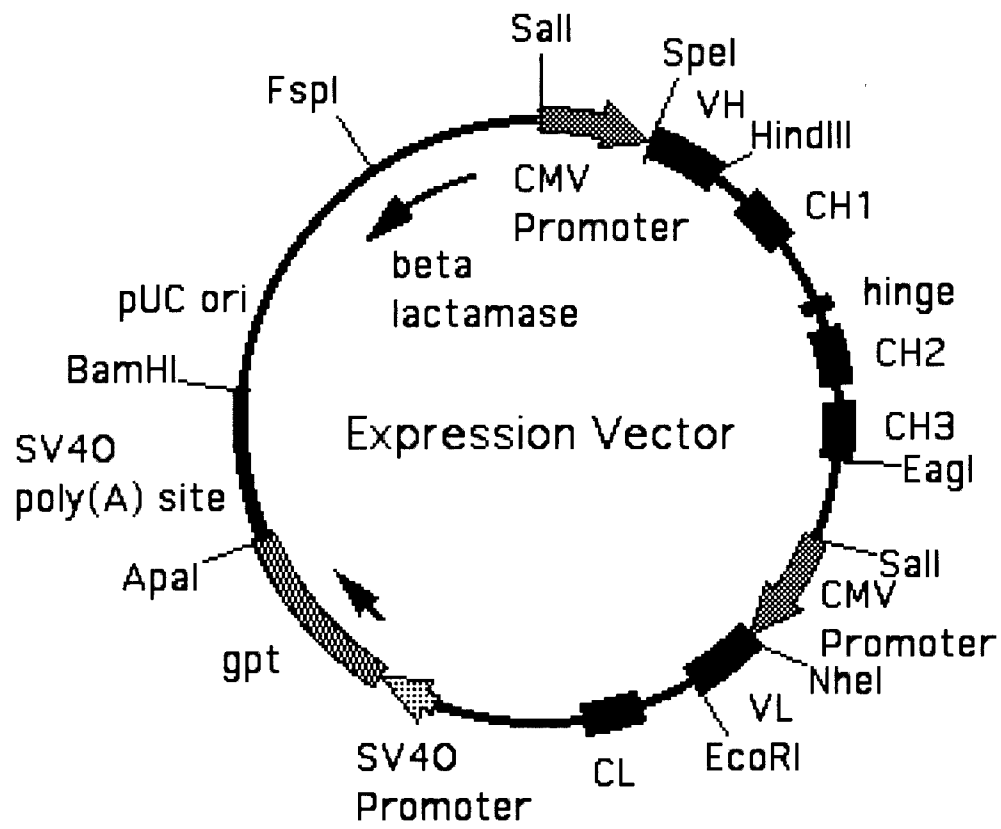 SalI
SpeI
VH
HindIII
FspI
CMV
Promoter
CH1
beta
lactamase
hinge
pUC ori
CH2
BamHI
CH3
Expression Vector
EagI
SV40
poly(A) site
SalI
ApaI
CMV
Promoter
gpt
NheI
VL
EcoRI
SV40
Promoter
CL